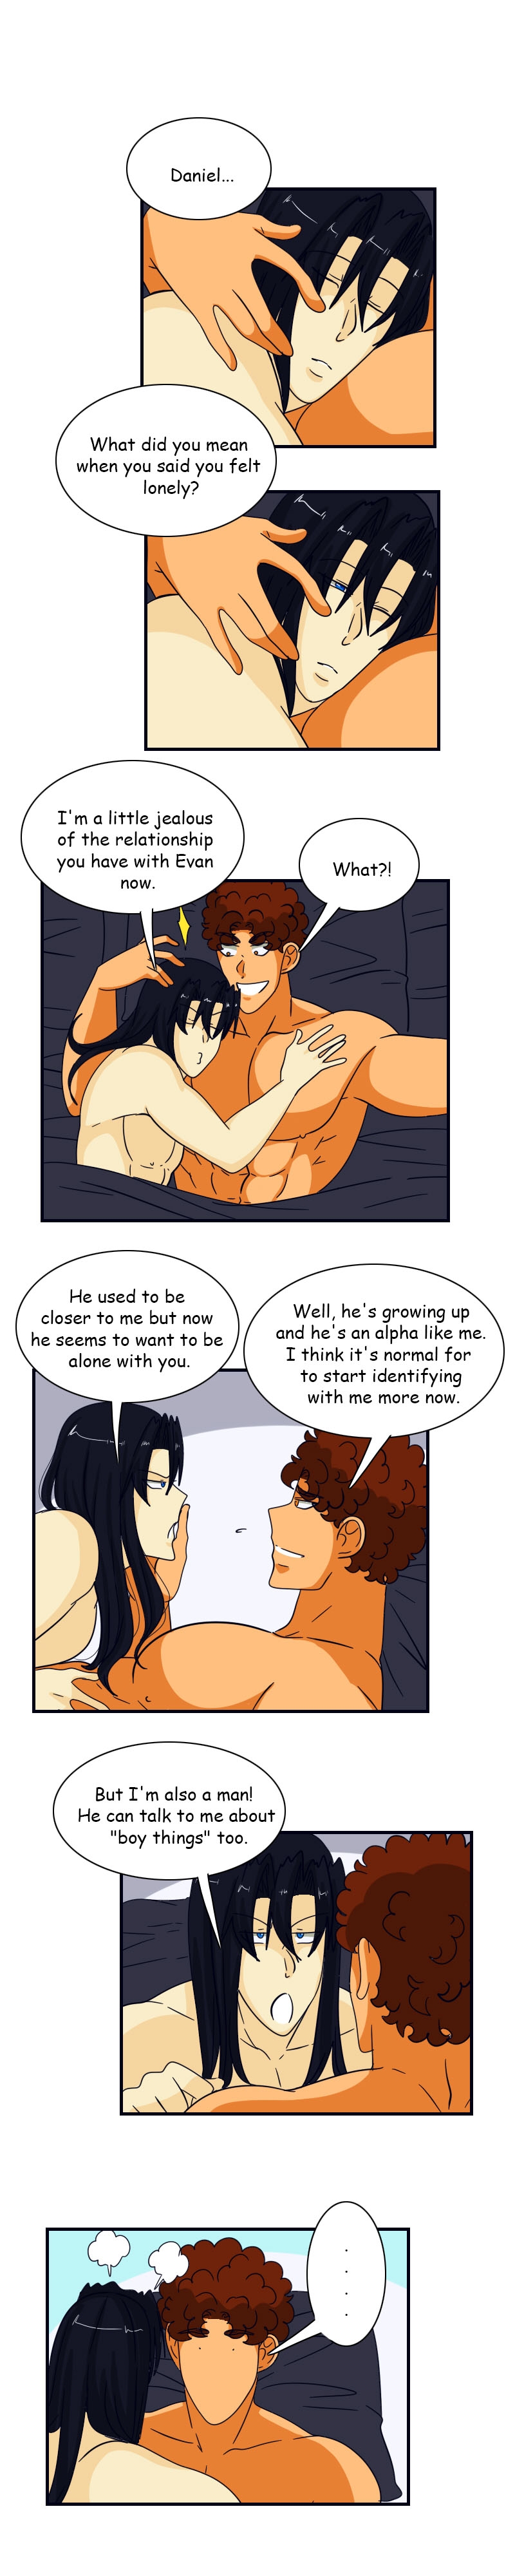 Daniel...
What did you mean
when you said you felt
lonely?
I'm a little jealous
of the relationship
you have with Evan
now.
What?!
He used to be
closer to me but now
he seems to want to be
alone with you.
Well, he's growing up
and he's an alpha like me.
I think it's normal for
to start identifying
with me more now.
But I'm also a man!
He can talk to me about
"boy things" too.
.
.
.
.